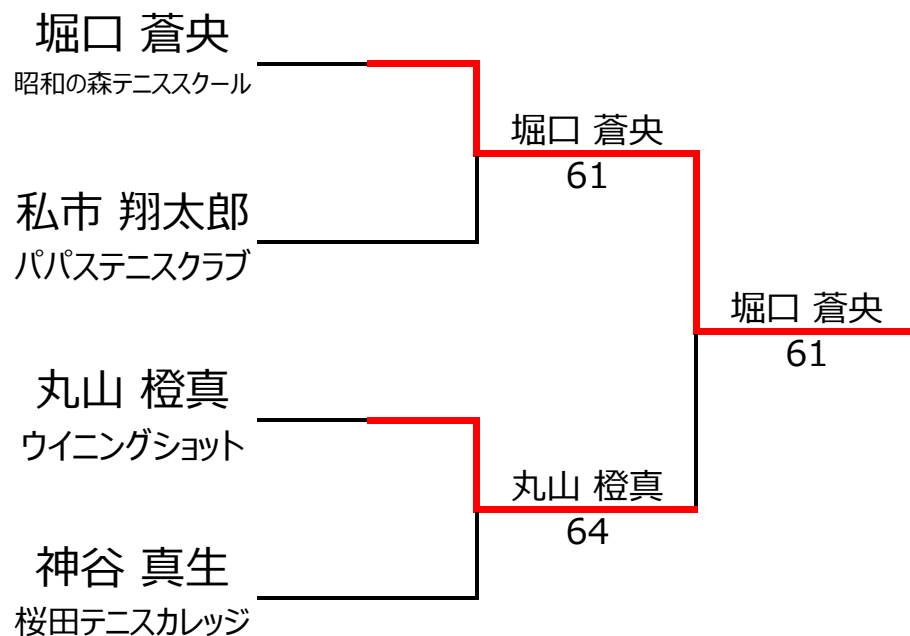 堀口 蒼央
昭和の森テニススクール
堀口 蒼央
61
私市 翔太郎
パパステニスクラブ
堀口 蒼央
61
丸山 橙真
ウイニングショット
丸山 橙真
64
神谷 真生
桜田テニスカレッジ